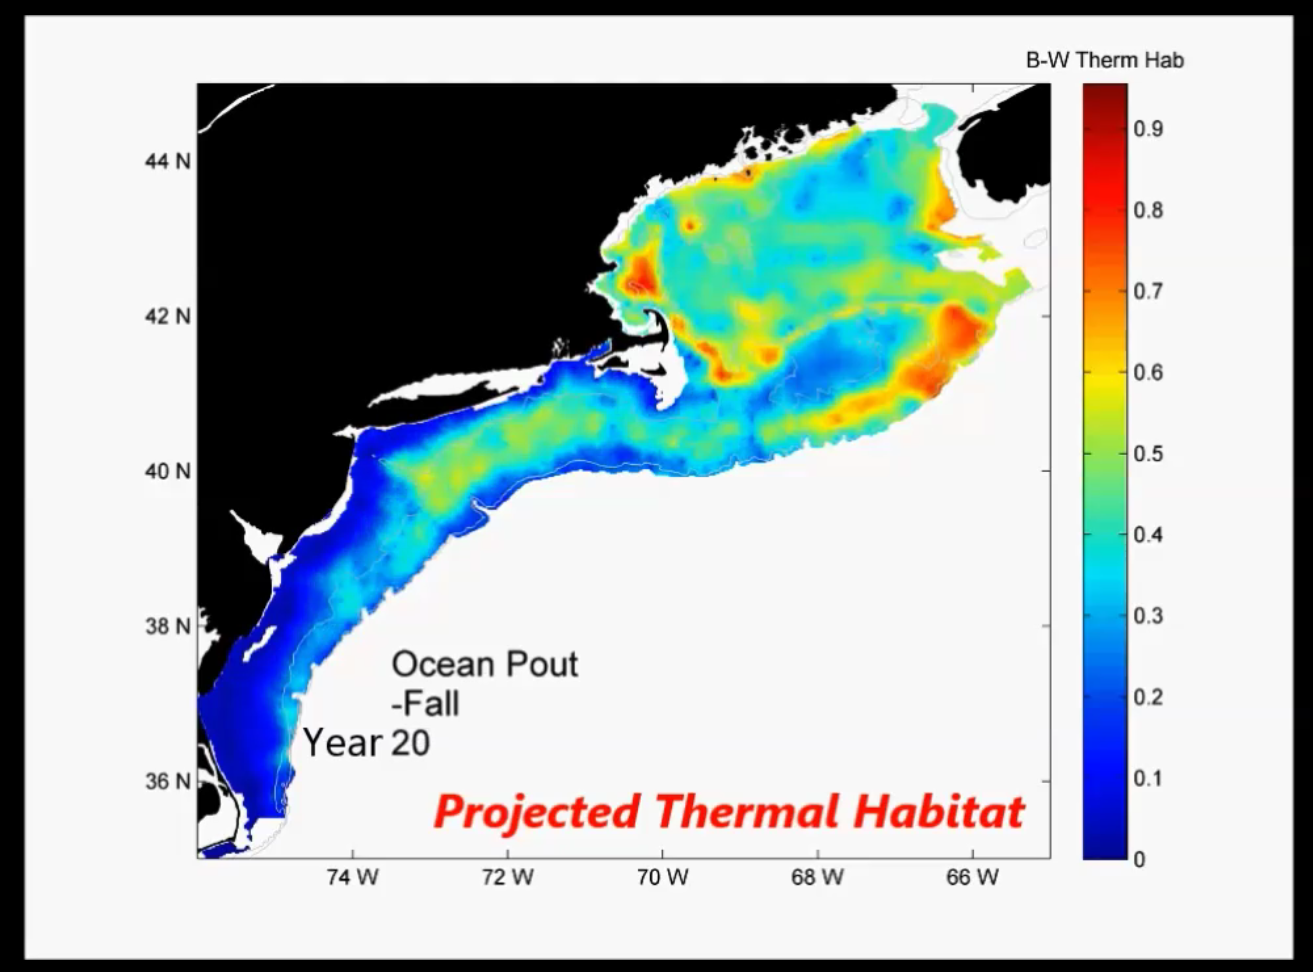 B-W Therm Hab
0.9
0.8
0.7
0.6
0.5
0.4
0.3
0.2
0.1
0
44 N
42 N
40 N
38 N
36 N
Ocean Pout
-Fall
Year 20
Projected Thermal Habitat
74 W
72 W
70 W
68 W
66 W